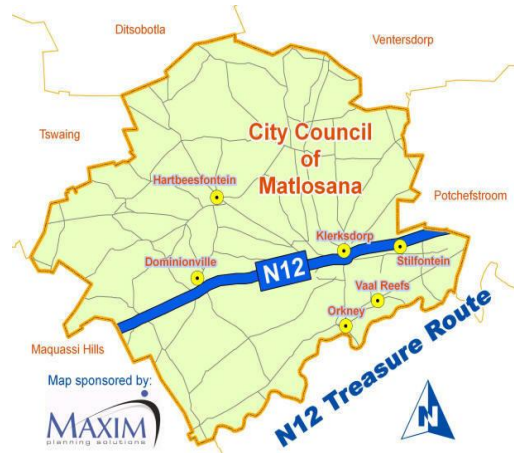 Ditsobotla
Ventersdorp
Tswaing
City Council
of
Matlosana
Hartbeesfontein
Potchefstroom
Klerksdorp
Stilfontein
Dominionville
N12
Vaal Reefs
Orkney
Maquassi Hills
N12 Treasure Route
Map sponsored by:
MAXIM
planning solutions
N